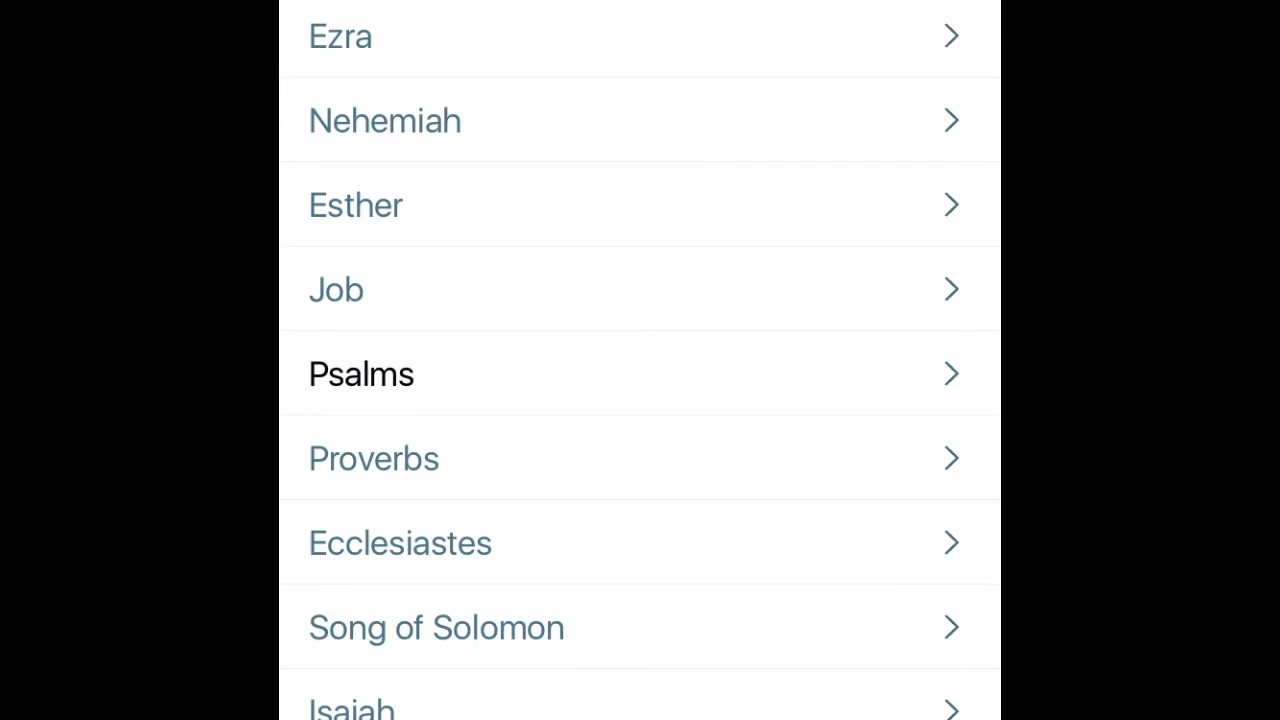 Ezra
Nehemiah
Esther
Job
Psalms
Proverbs
Ecclesiastes
Song of Solomon
Isaiah